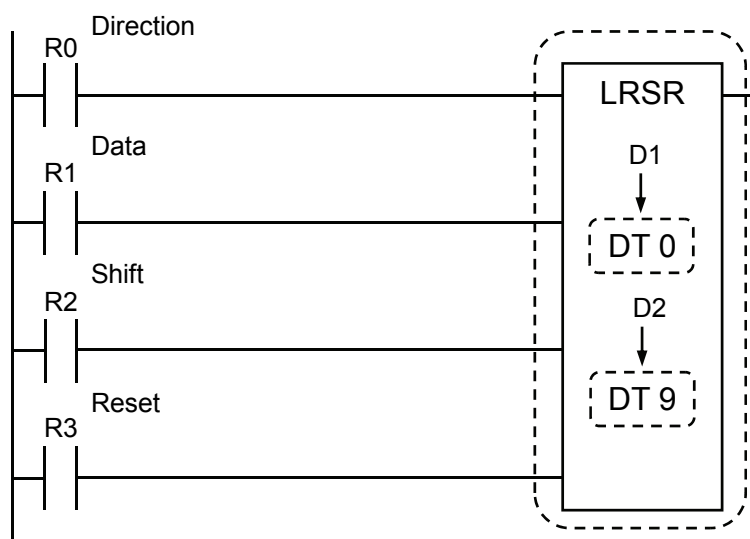 Direction
R0
LRSR
Data
D1
R1
DT 0
Shift
R2
D2
DT 9
Reset
R3